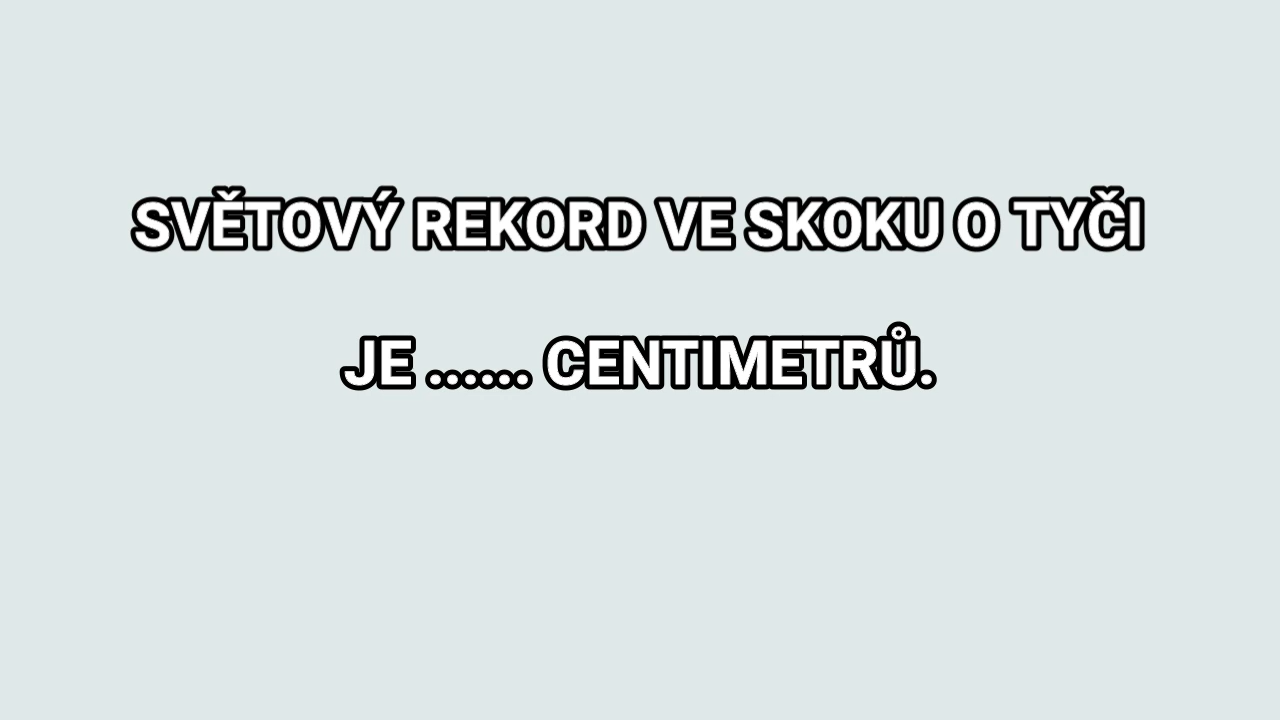 SVĚTOVÝ REKORD VE SKOKU O TYČI
JE ...... CENTIMETRŮ.